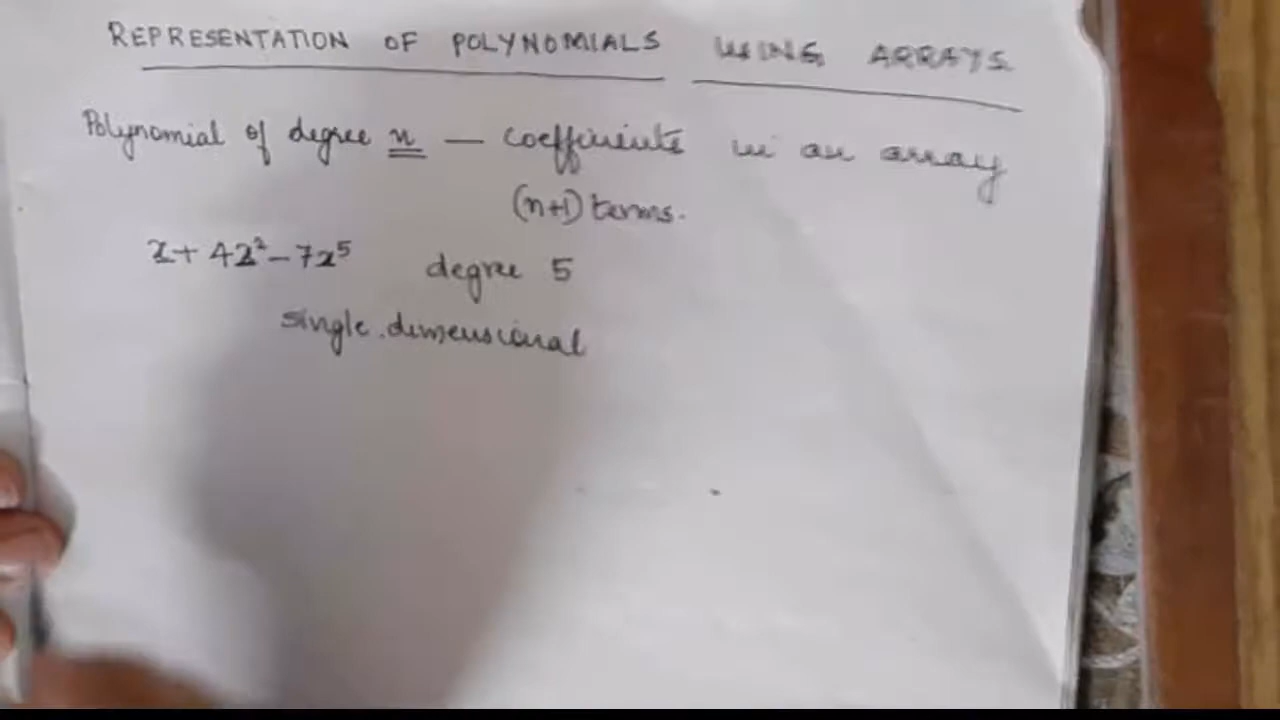 REPRESENTATION OF POLYNOMIALS USING ARRAYS
Polynomial of degree n — coefficients in an array
(n+1) terms.
x + 4x² - 7x⁵ degree 5
single dimensional